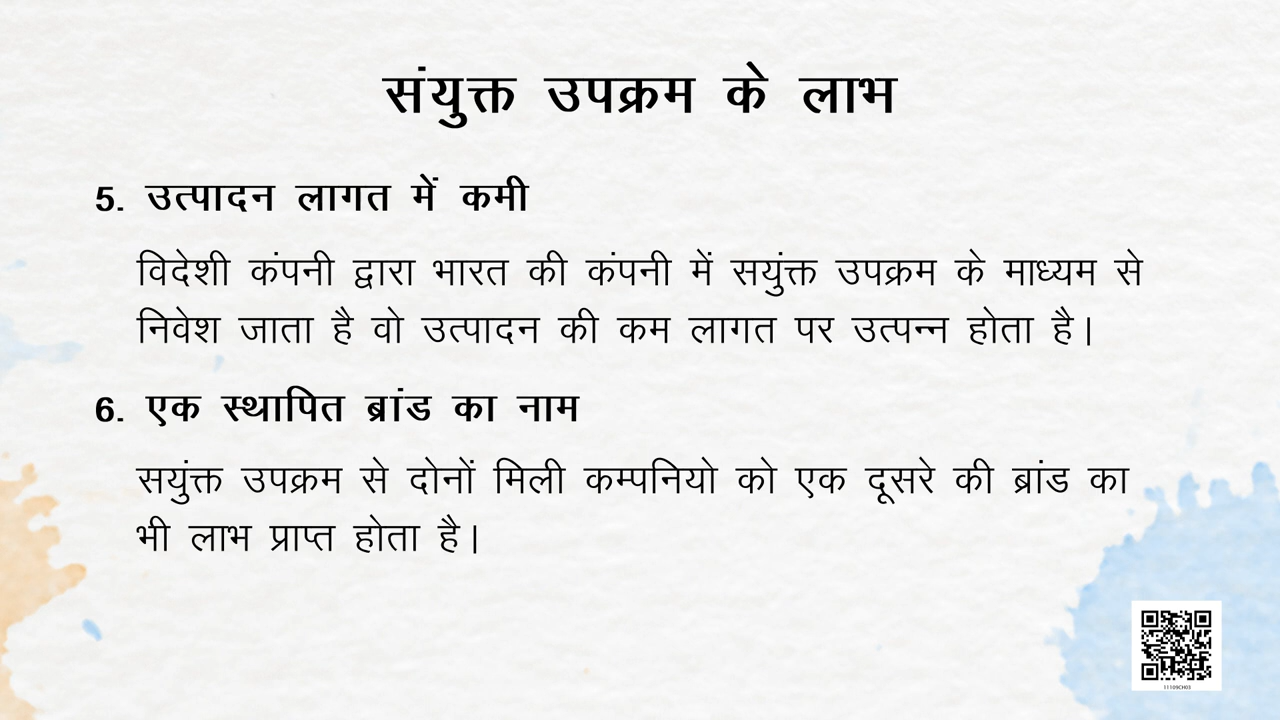 संयुक्त उपक्रम के लाभ
5. उत्पादन लागत में कमी
विदेशी कंपनी द्वारा भारत की कंपनी में सयुंक्त उपक्रम के माध्यम से
निवेश जाता है वो उत्पादन की कम लागत पर उत्पन्न होता है।
6. एक स्थापित ब्रांड का नाम
सयुंक्त उपक्रम से दोनों मिली कम्पनियो को एक दूसरे की ब्रांड का
भी लाभ प्राप्त होता है।
11109CH03